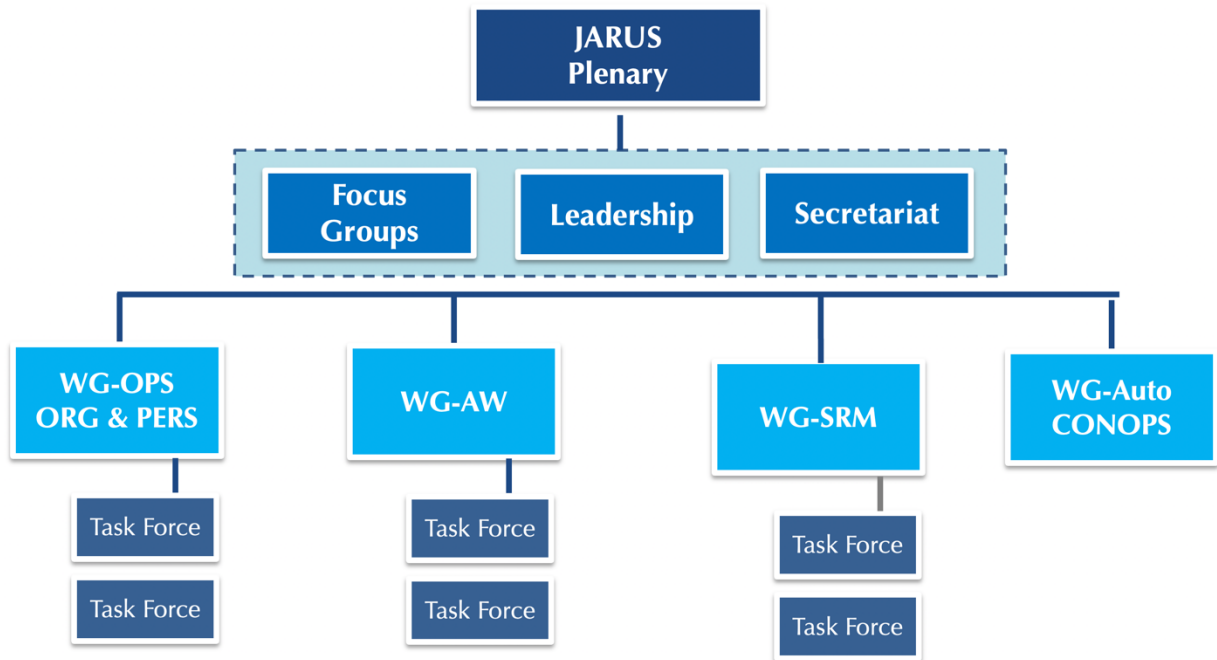 JARUS
Plenary
Focus
Groups
Leadership
Secretariat
WG-OPS
ORG & PERS
WG-AW
WG-SRM
WG-Auto
CONOPS
Task Force
Task Force
Task Force
Task Force
Task Force
Task Force